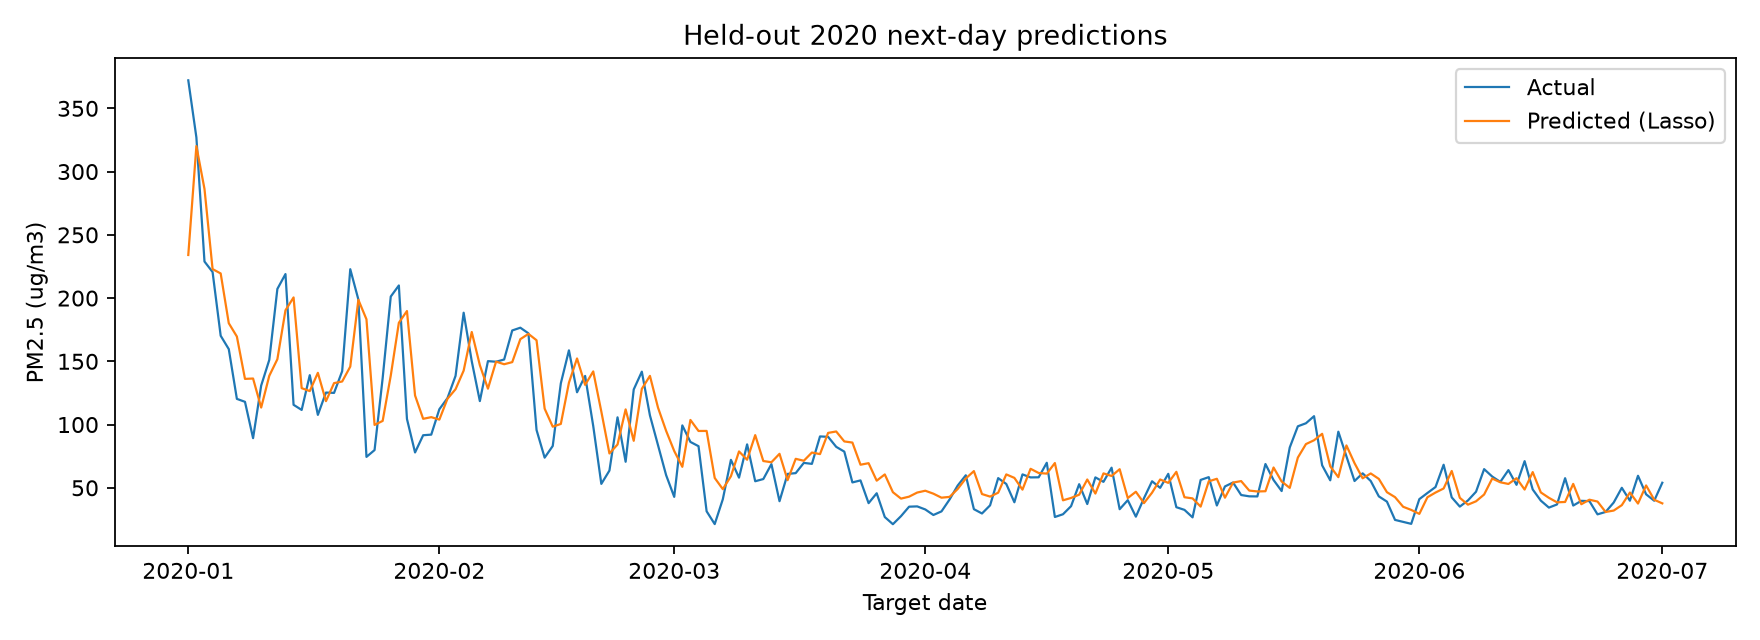 Held-out 2020 next-day predictions
Actual
Predicted (Lasso)
PM2.5 (ug/m3)
350
300
250
200
150
100
50
2020-01
2020-02
2020-03
2020-04
2020-05
2020-06
2020-07
Target date